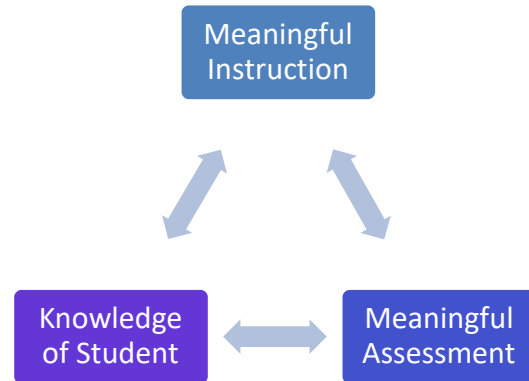 Meaningful
Instruction
Knowledge
of Student
Meaningful
Assessment